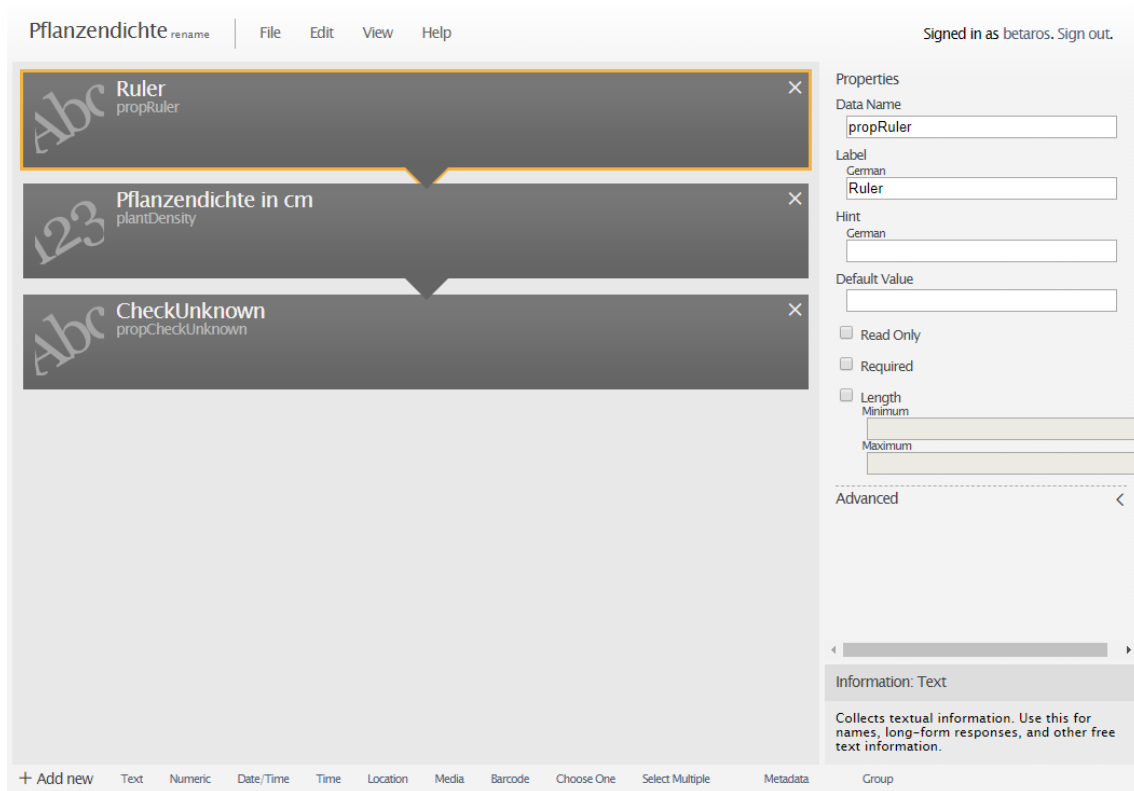 Pflanzendichte rename File Edit View Help Signed in as betaros. Sign out.
Abc Ruler
propRuler
123 Pflanzendichte in cm
plantDensity
Abc CheckUnknown
propCheckUnknown
Properties
Data Name
propRuler
Label
German
Ruler
Hint
German
Default Value
Read Only
Required
Length
Minimum
Maximum
Advanced
Information: Text
Collects textual information. Use this for
names, long-form responses, and other free
text information.
+ Add new Text Numeric Date/Time Time Location Media Barcode Choose One Select Multiple Metadata Group